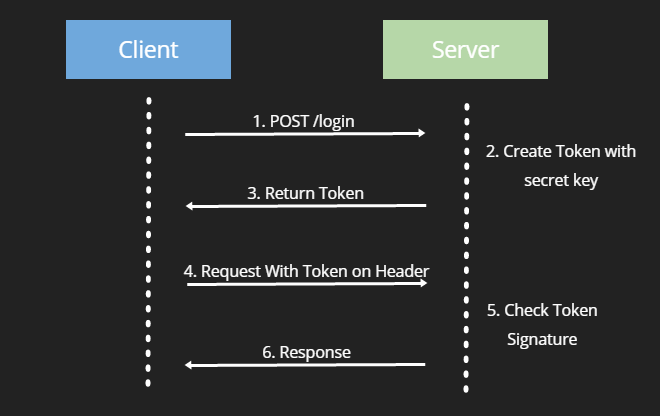 Client
Server
1. POST /login
2. Create Token with
secret key
3. Return Token
4. Request With Token on Header
5. Check Token
Signature
6. Response